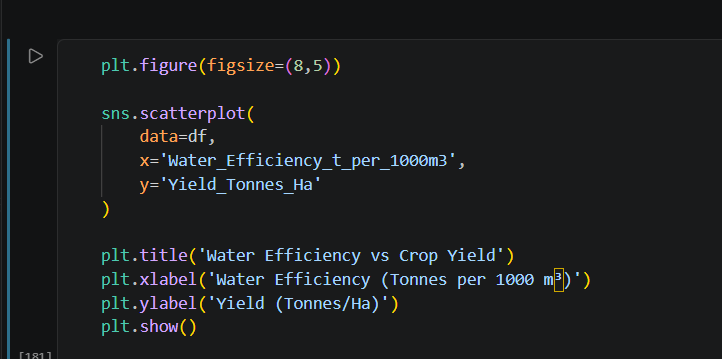 plt.figure(figsize=(8,5))
sns.scatterplot(
data=df,
x='Water_Efficiency_t_per_1000m3',
y='Yield_Tonnes_Ha'
)
plt.title('Water Efficiency vs Crop Yield')
plt.xlabel('Water Efficiency (Tonnes per 1000 m³)')
plt.ylabel('Yield (Tonnes/Ha)')
plt.show()
[181]